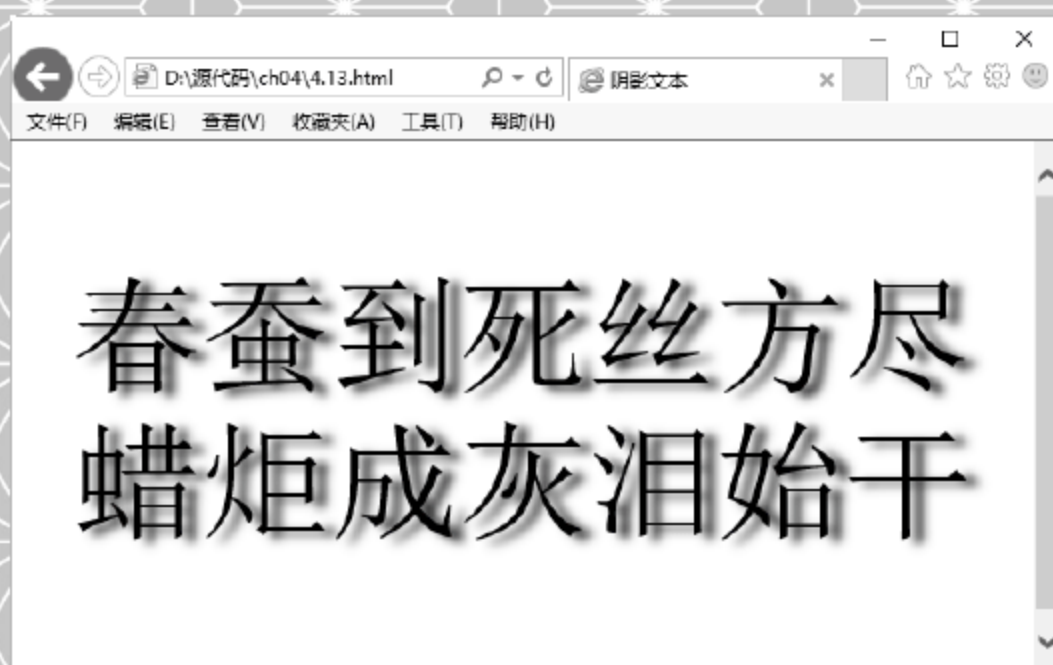 D:\源代码\ch04\4.13.html
阴影文本
文件(F) 编辑(E) 查看(V) 收藏夹(A) 工具(T) 帮助(H)
春蚕到死丝方尽
蜡炬成灰泪始干